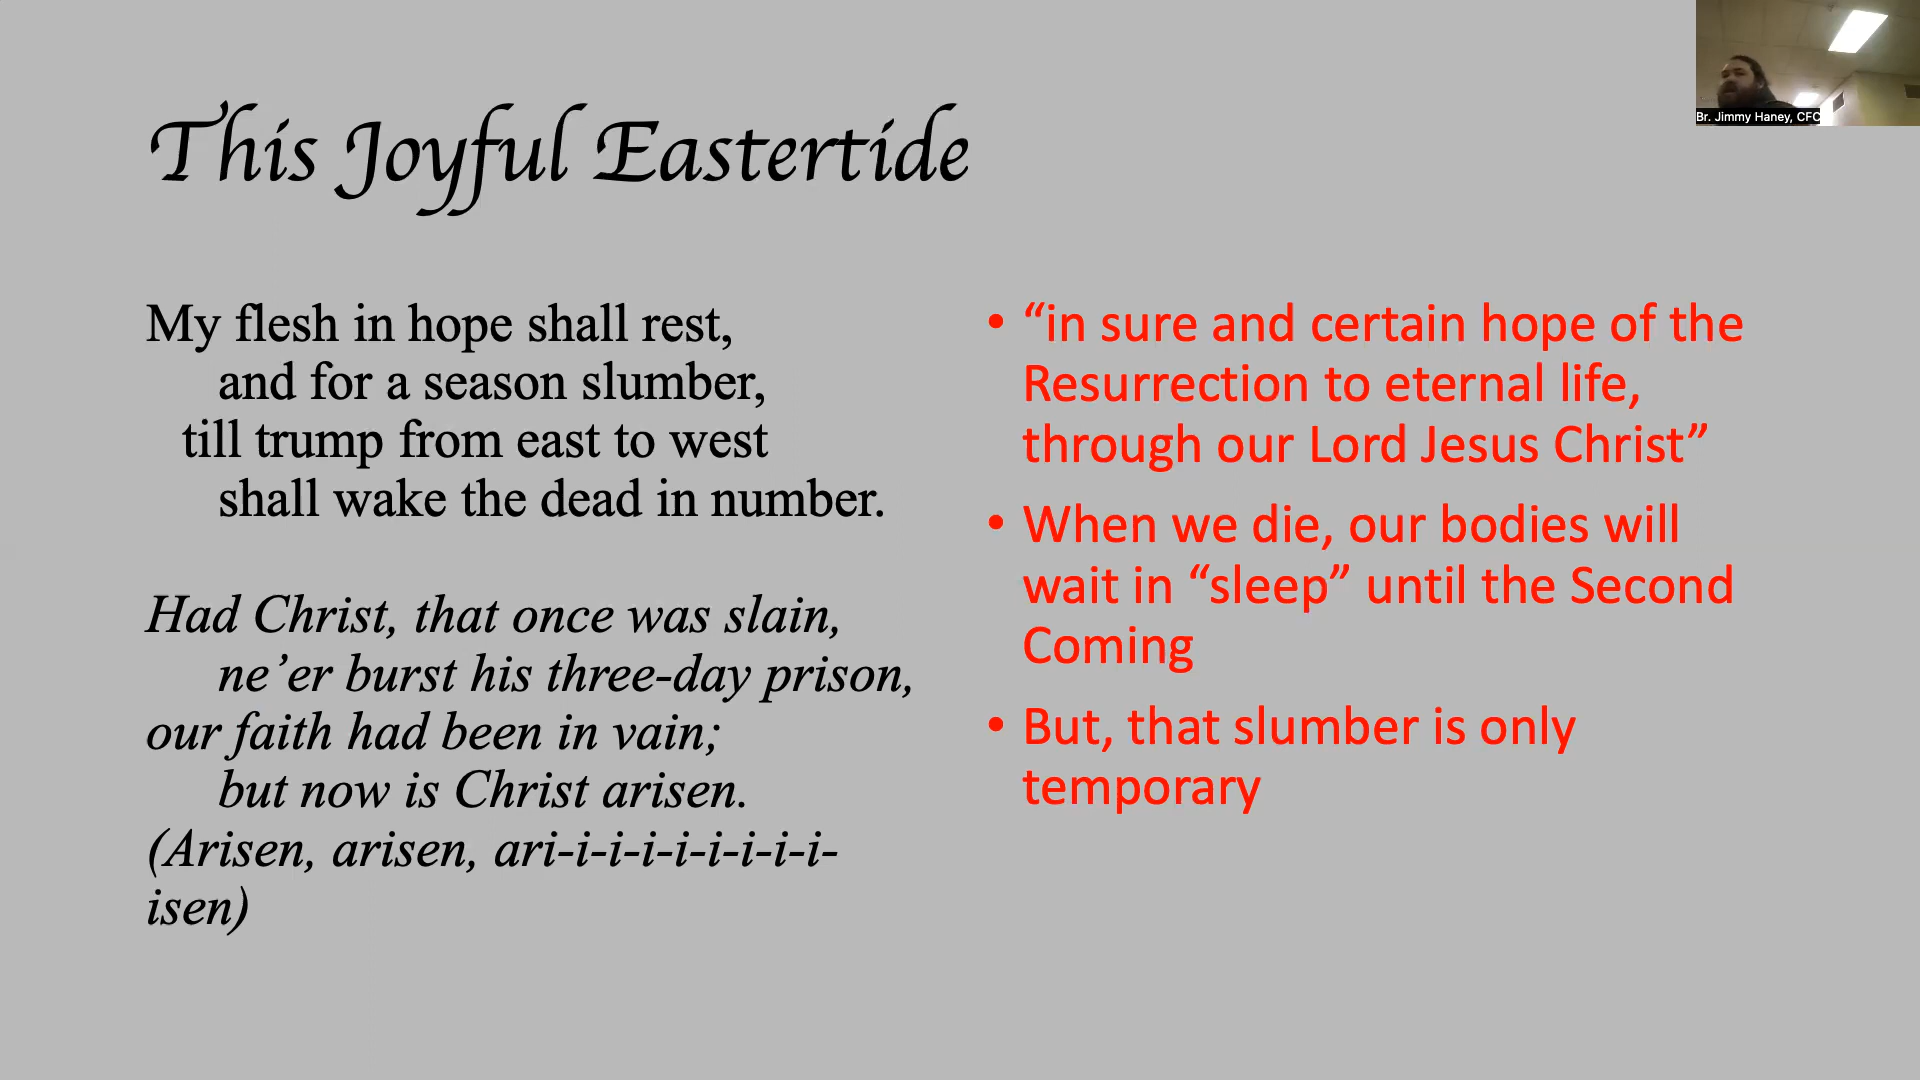 This Joyful Eastertide
My flesh in hope shall rest,
and for a season slumber,
till trump from east to west
shall wake the dead in number.
Had Christ, that once was slain,
ne’er burst his three-day prison,
our faith had been in vain;
but now is Christ arisen.
(Arisen, arisen, ari-i-i-i-i-i-i-i-i-
isen)
• “in sure and certain hope of the
Resurrection to eternal life,
through our Lord Jesus Christ”
• When we die, our bodies will
wait in “sleep” until the Second
Coming
• But, that slumber is only
temporary
Br. Jimmy Haney, CFC